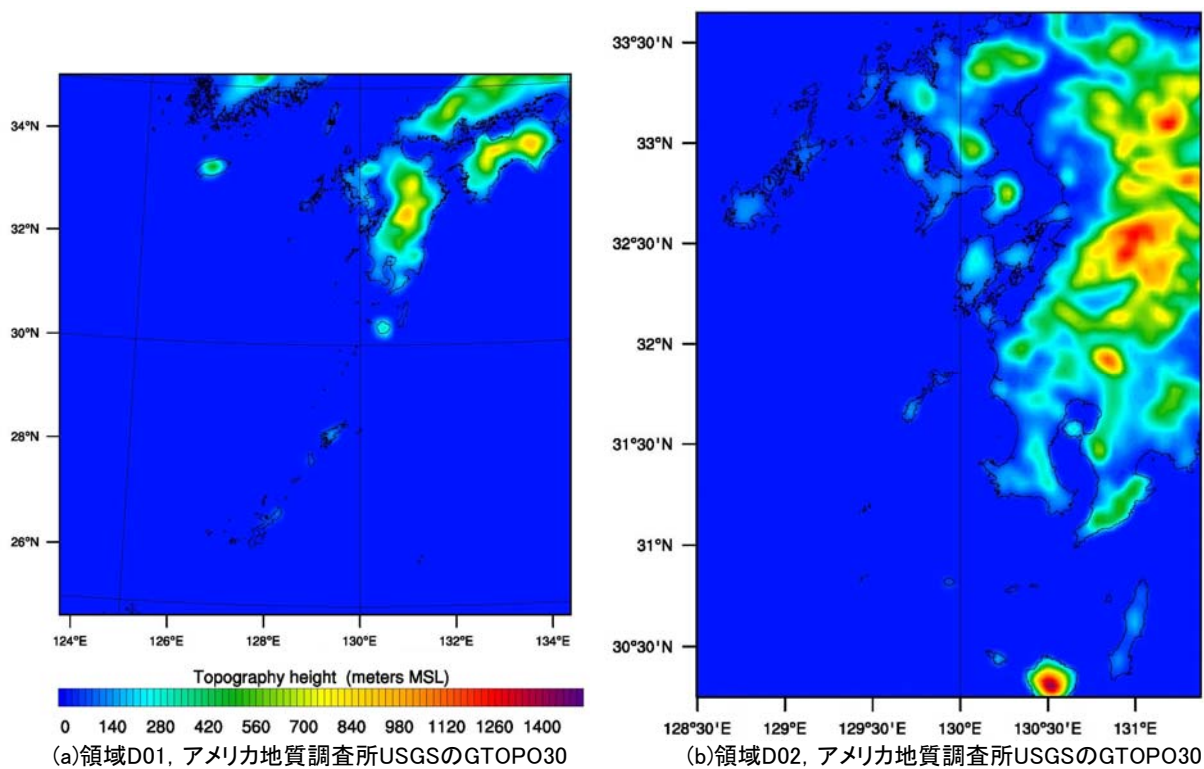 34°N
32°N
30°N
28°N
26°N
124°E 126°E 128°E 130°E 132°E 134°E
Topography height (meters MSL)
0 140 280 420 560 700 840 980 1120 1260 1400
(a)領域D01, アメリカ地質調査所USGSのGTOPO30
33°30'N
33°N
32°30'N
32°N
31°30'N
31°N
30°30'N
128°30'E 129°E 129°30'E 130°E 130°30'E 131°E
(b)領域D02, アメリカ地質調査所USGSのGTOPO30